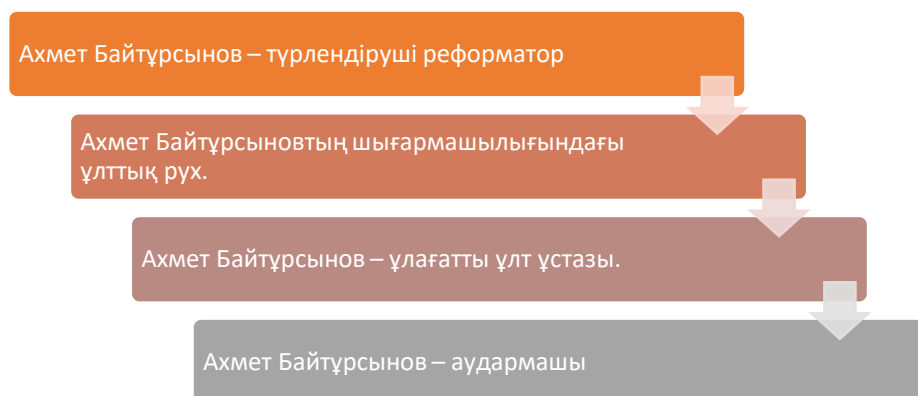 Ахмет Байтұрсынов – түрлендіруші реформатор
Ахмет Байтұрсыновтың шығармашылығындағы
ұлттық рух.
Ахмет Байтұрсынов – ұлағатты ұлт ұстазы.
Ахмет Байтұрсынов – аудармашы